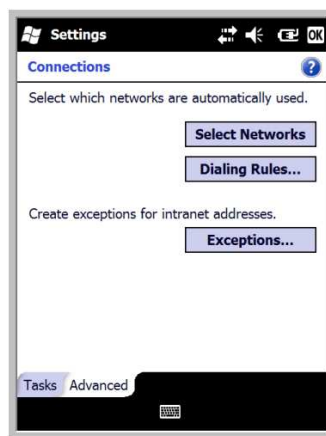 Settings
OK
Connections
?
Select which networks are automatically used.
Select Networks
Dialing Rules...
Create exceptions for intranet addresses.
Exceptions...
Tasks Advanced